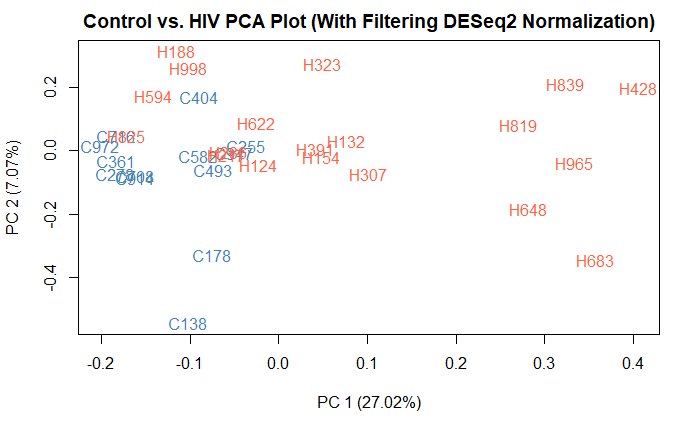 Control vs. HIV PCA Plot (With Filtering DESeq2 Normalization)
H188
H998
H323
H594
C404
H839
H428
H622
H819
H132
C255
H391
H154
C972
C361
C493
H124
H307
H965
H648
C178
H683
C138
PC 2 (7.07%)
0.2
0.0
-0.2
-0.4
-0.2
-0.1
0.0
0.1
0.2
0.3
0.4
PC 1 (27.02%)